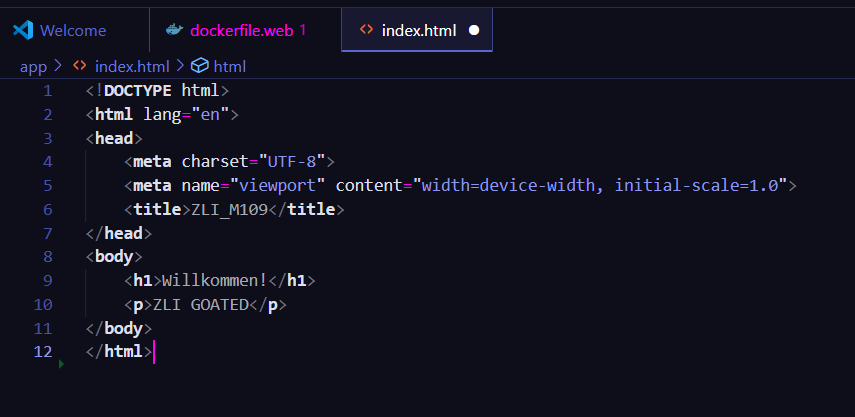 Welcome dockerfile.web 1 index.html
app > index.html > html
1 <!DOCTYPE html>
2 <html lang="en">
3 <head>
4     <meta charset="UTF-8">
5     <meta name="viewport" content="width=device-width, initial-scale=1.0">
6     <title>ZLI_M109</title>
7 </head>
8 <body>
9     <h1>Willkommen!</h1>
10     <p>ZLI GOATED</p>
11 </body>
12 </html>